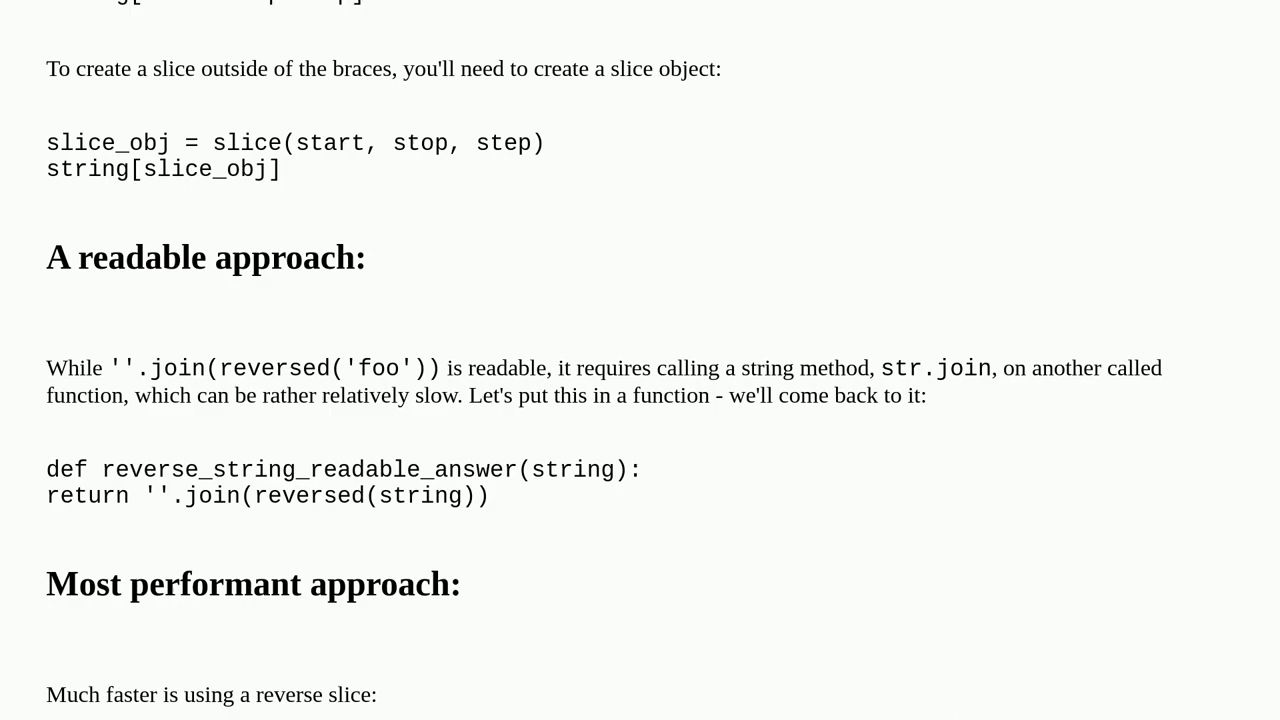 To create a slice outside of the braces, you'll need to create a slice object:
slice_obj = slice(start, stop, step)
string[slice_obj]
A readable approach:
While ''.join(reversed('foo')) is readable, it requires calling a string method, str.join, on another called
function, which can be rather relatively slow. Let's put this in a function - we'll come back to it:
def reverse_string_readable_answer(string):
return ''.join(reversed(string))
Most performant approach:
Much faster is using a reverse slice: